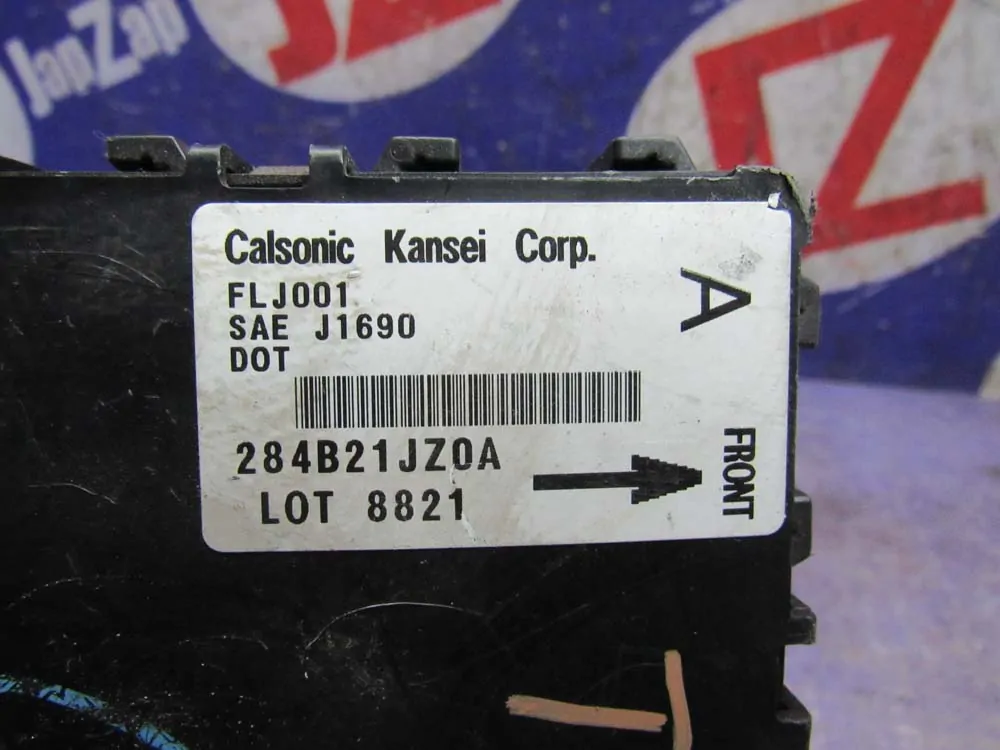 JapZap
Calsonic Kansei Corp.
FLJ001
SAE J1690
DOT
A
284B21JZ0A
LOT 8821
FRONT